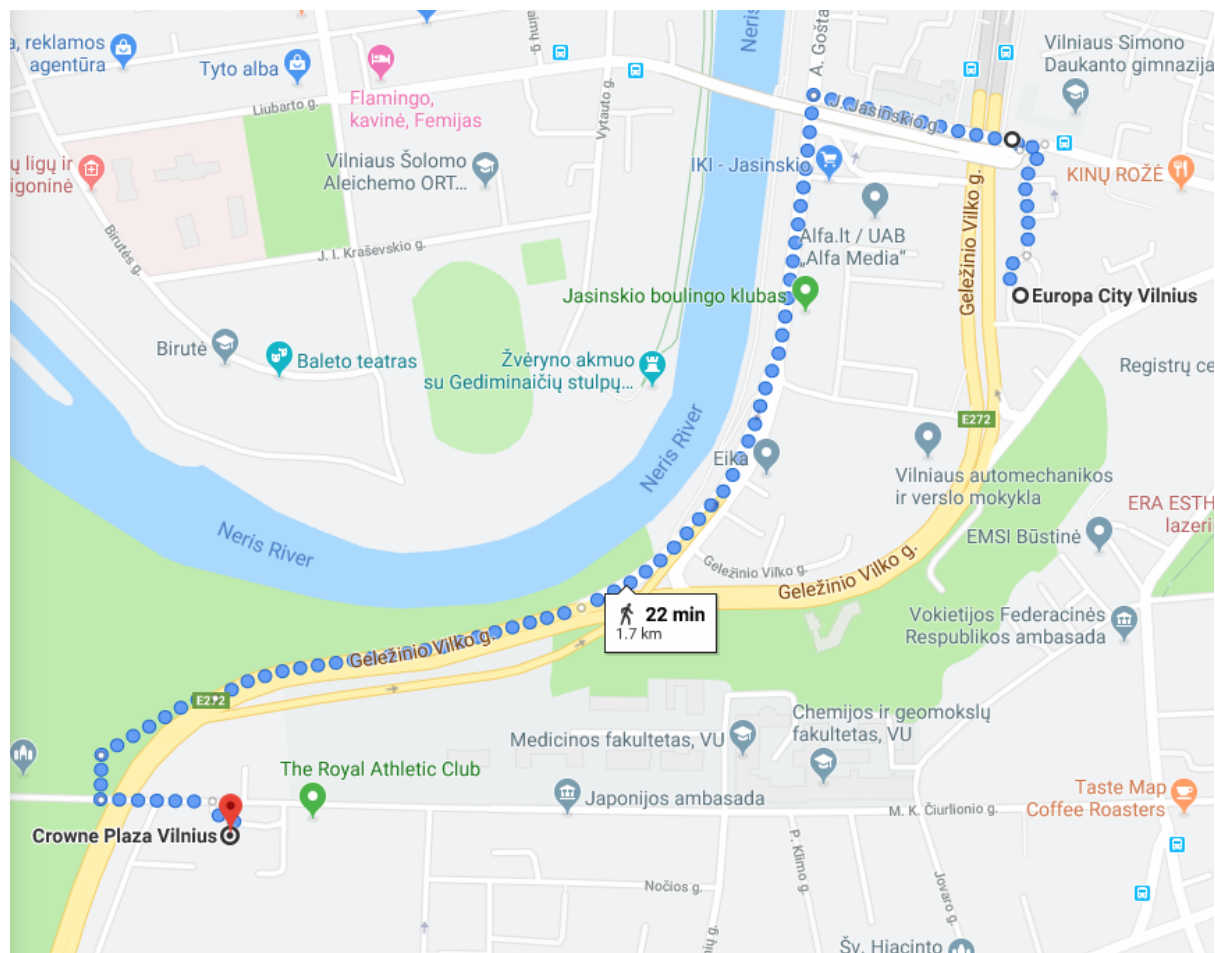 a, reklamos
agentūra
Tyto alba
Flamingo,
kavinė, Femijas
Liubarto g.
Vytauto g.
Neris
A. Gošta
J. Jasinskio g.
Vilniaus Simono
Daukanto gimnazija
KINŲ ROŽĖ
ų ligų ir
igoninė
Vilniaus Šolomo
Aleichemo ORT...
IKI - Jasinskio
Alfa.lt / UAB
„Alfa Media“
Geležinio Vilko g.
Birutės g.
J. I. Kraševskio g.
Jasinskio boulingo klubas
Europa City Vilnius
Birutė
Baleto teatras
Žvėryno akmuo
su Gediminaičių stulpų...
Registrų ce
E272
Neris River
Eika
Vilniaus automechanikos
ir verslo mokykla
ERA ESTH
lazeri
EMSI Būstinė
Neris River
Geležinio Vilko g.
Geležinio Vilko g.
22 min
1.7 km
Vokietijos Federacinės
Respublikos ambasada
Geležinio Vilko g.
E272
Chemijos ir geomokslų
fakultetas, VU
Medicinos fakultetas, VU
The Royal Athletic Club
Japonijos ambasada
M. K. Čiurlionio g.
Taste Map
Coffee Roasters
Crowne Plaza Vilnius
P. Klimo g.
Nočios g.
Jovaro g.
nių g.
Šv. Hiacinto